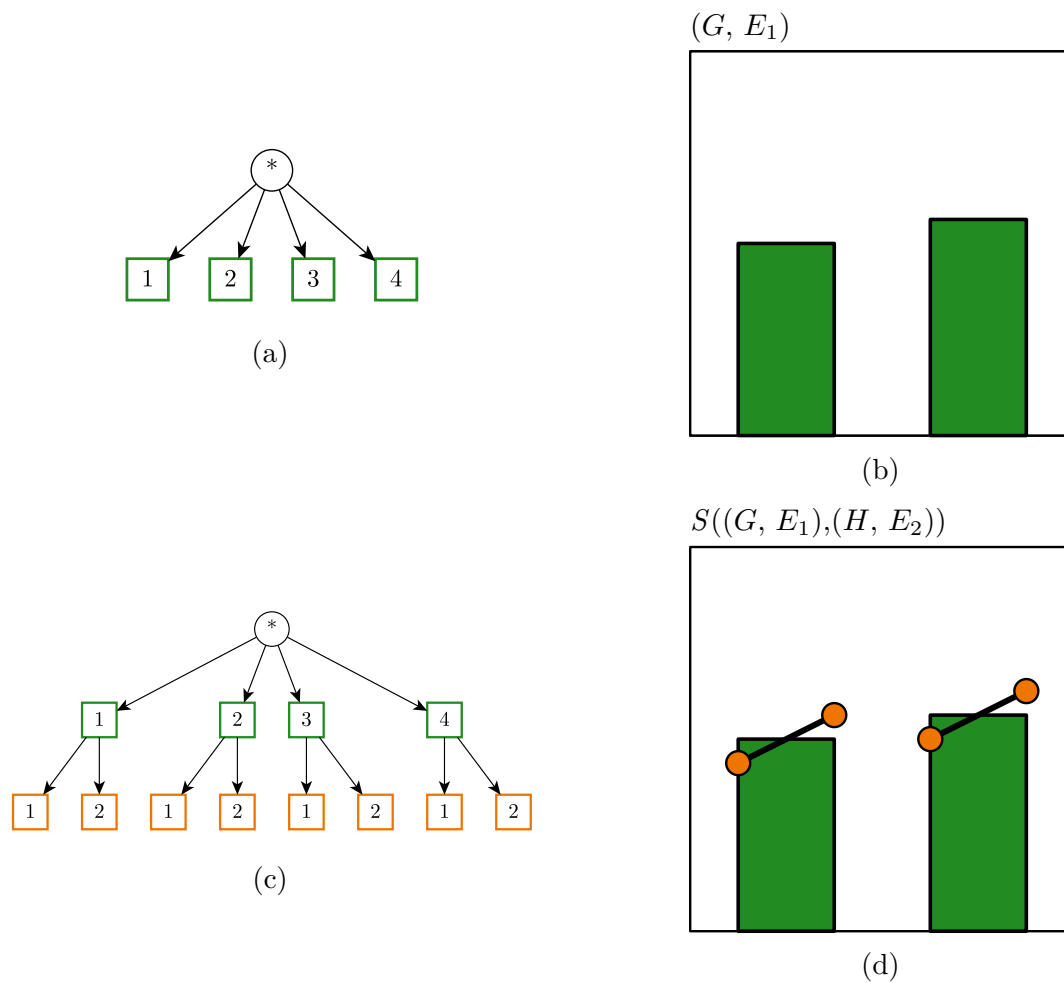 (G, E₁)
*
1 2 3 4
(a)
(b)
S((G, E₁),(H, E₂))
*
1 2 3 4
1 2 1 2 1 2 1 2
(c)
(d)